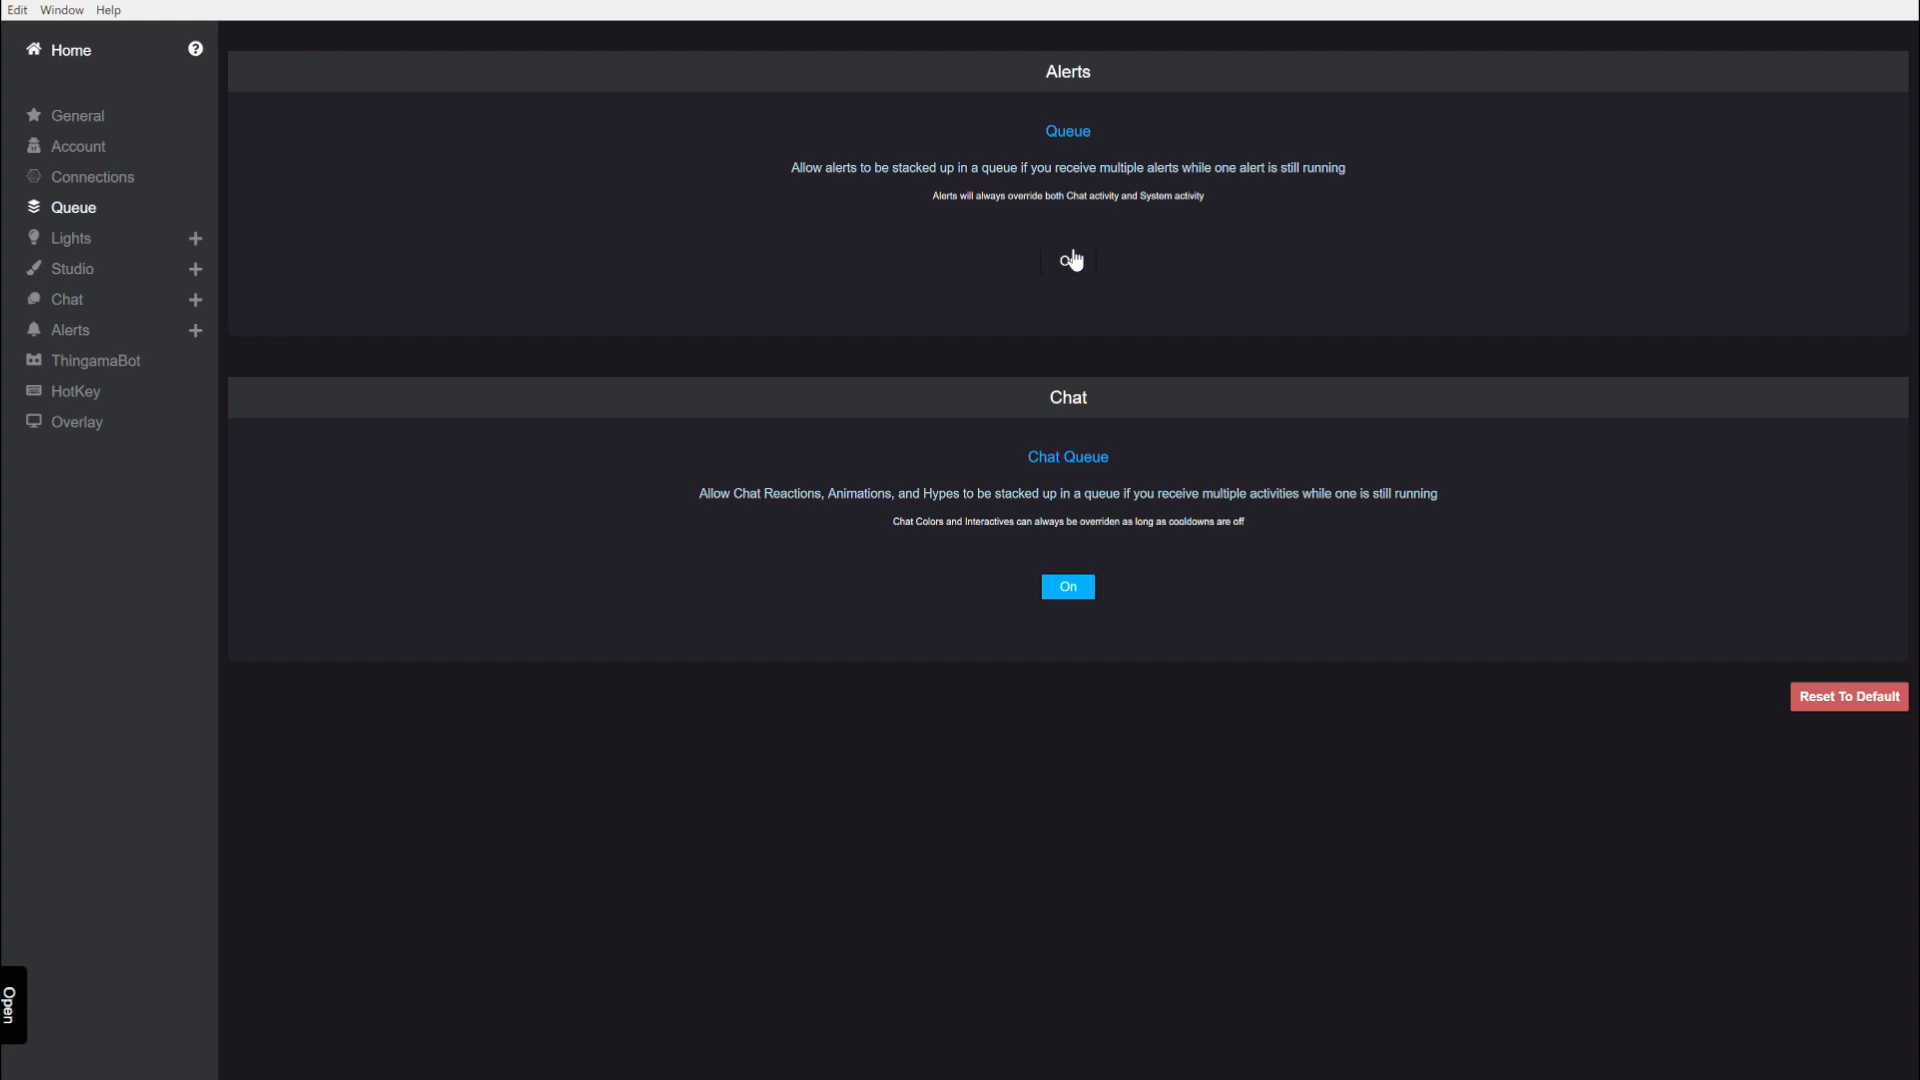 Edit Window Help
Home
General
Account
Connections
Queue
Lights
Studio
Chat
Alerts
ThingamaBot
HotKey
Overlay
Open
Alerts
Queue
Allow alerts to be stacked up in a queue if you receive multiple alerts while one alert is still running
Alerts will always override both Chat activity and System activity
Chat
Chat Queue
Allow Chat Reactions, Animations, and Hypes to be stacked up in a queue if you receive multiple activities while one is still running
Chat Colors and Interactives can always be overriden as long as cooldowns are off
On
Reset To Default